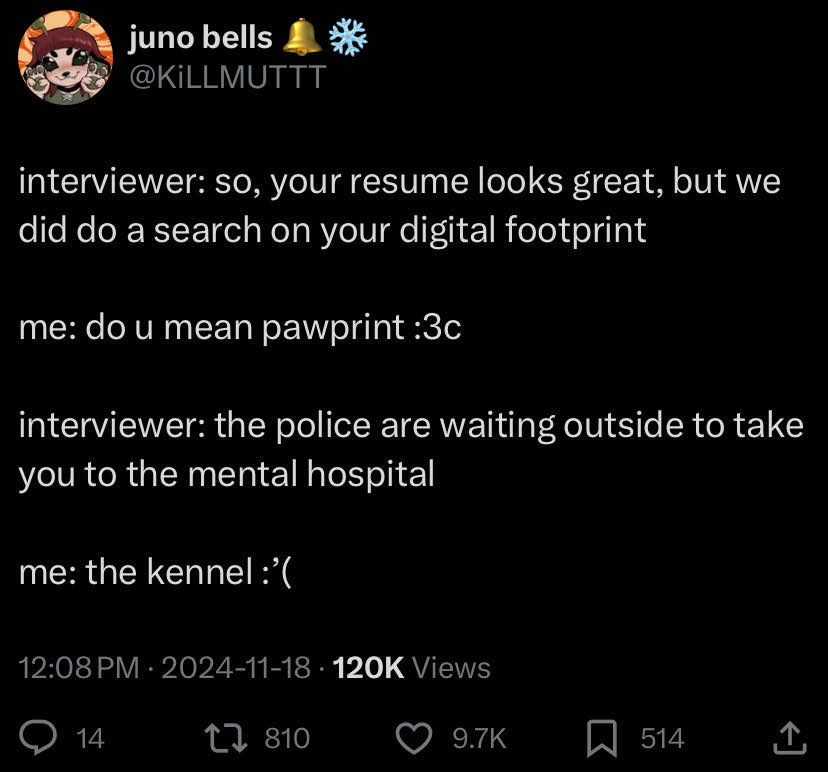 juno bells 🔔❄️
@KiLLMUTTT
interviewer: so, your resume looks great, but we
did do a search on your digital footprint
me: do u mean pawprint :3c
interviewer: the police are waiting outside to take
you to the mental hospital
me: the kennel :’(
12:08 PM · 2024-11-18 · 120K Views
14 810 9.7K 514